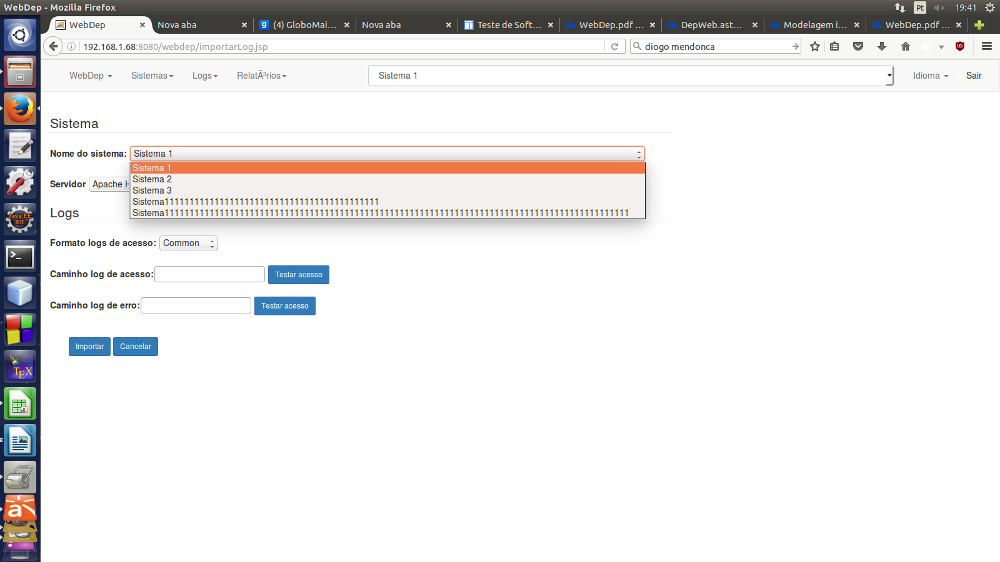 WebDep - Mozilla Firefox
Pt
19:41
WebDep
Nova aba
g (4) GloboMai...
Nova aba
Teste de Soft...
WebDep.pdf ...
DepWeb.ast...
Modelagem i...
WebDep.pdf ...
192.168.1.68:8080/webdep/importarLog.jsp
diogo mendonca
WebDep
Sistemas
Logs
RelatÃ³rios
Sistema 1
Idioma
Sair
Sistema
Nome do sistema: Sistema 1
Sistema 1
Sistema 2
Sistema 3
Servidor Apache H
Logs
Formato logs de acesso: Common
Caminho log de acesso: Testar acesso
Caminho log de erro: Testar acesso
Importar Cancelar
Java EE
IDE
TEX